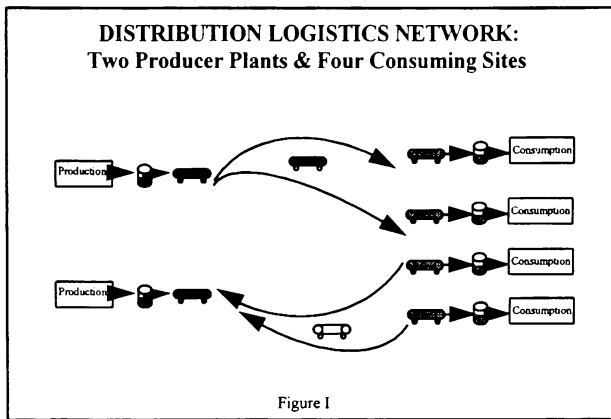 DISTRIBUTION LOGISTICS NETWORK:
Two Producer Plants & Four Consuming Sites
Production
Consumption
Consumption
Production
Consumption
Consumption
Figure I